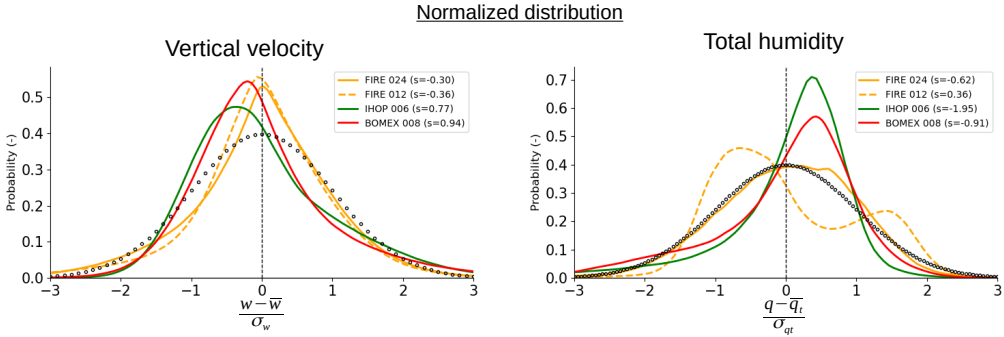 Normalized distribution
Vertical velocity
Probability (-)
0.5
0.4
0.3
0.2
0.1
0.0
FIRE 024 (s=-0.30)
FIRE 012 (s=-0.36)
IHOP 006 (s=0.77)
BOMEX 008 (s=0.94)
−3 −2 −1 0 1 2 3
w−w̅
σw
Total humidity
Probability (-)
0.7
0.6
0.5
0.4
0.3
0.2
0.1
0.0
FIRE 024 (s=-0.62)
FIRE 012 (s=0.36)
IHOP 006 (s=-1.95)
BOMEX 008 (s=-0.91)
−3 −2 −1 0 1 2 3
q−q̅t
σqt